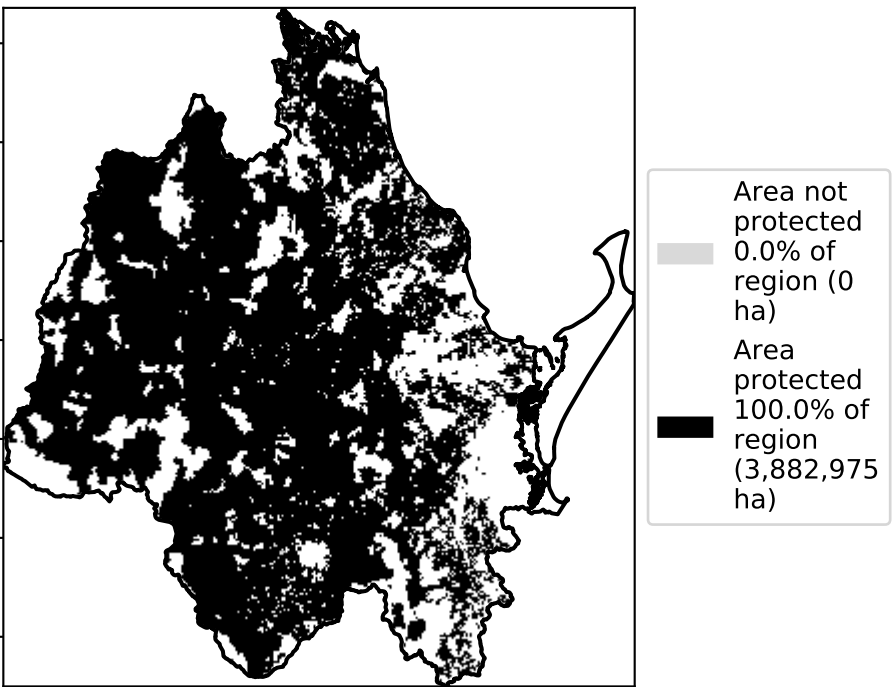 Area not
protected
0.0% of
region (0
ha)
Area
protected
100.0% of
region
(3,882,975
ha)